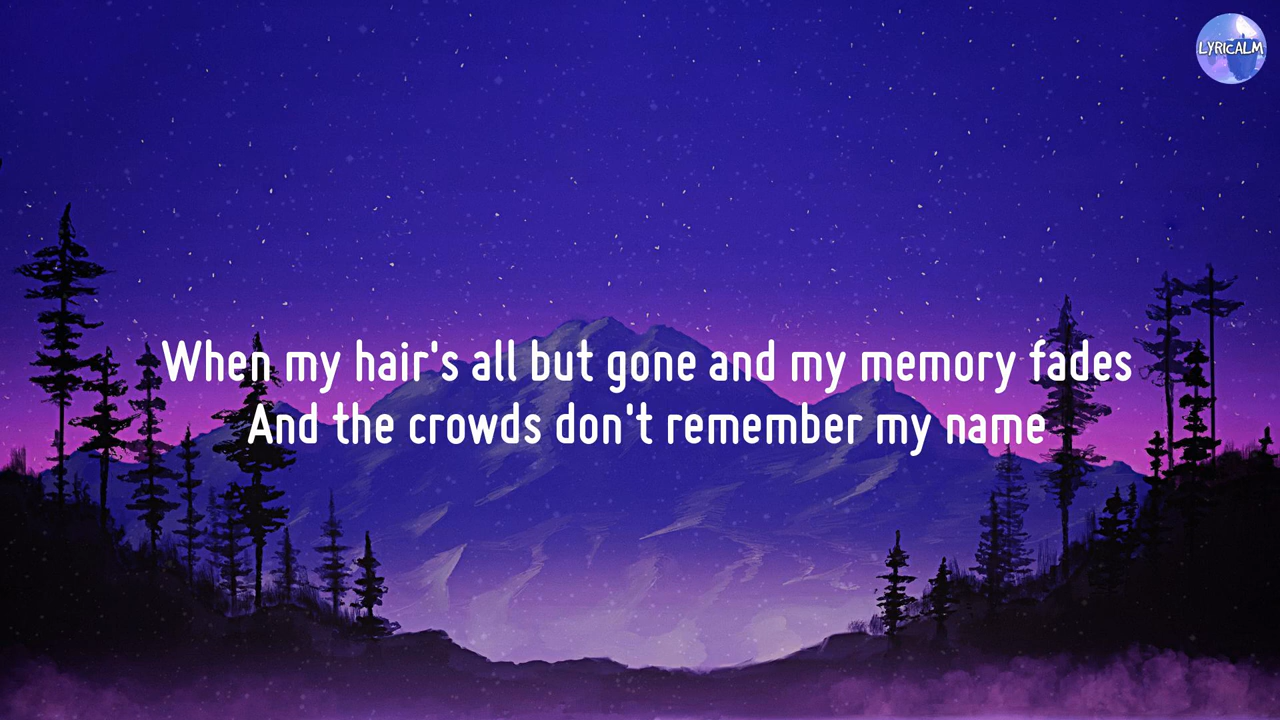 LYRICALM
When my hair's all but gone and my memory fades
And the crowds don't remember my name